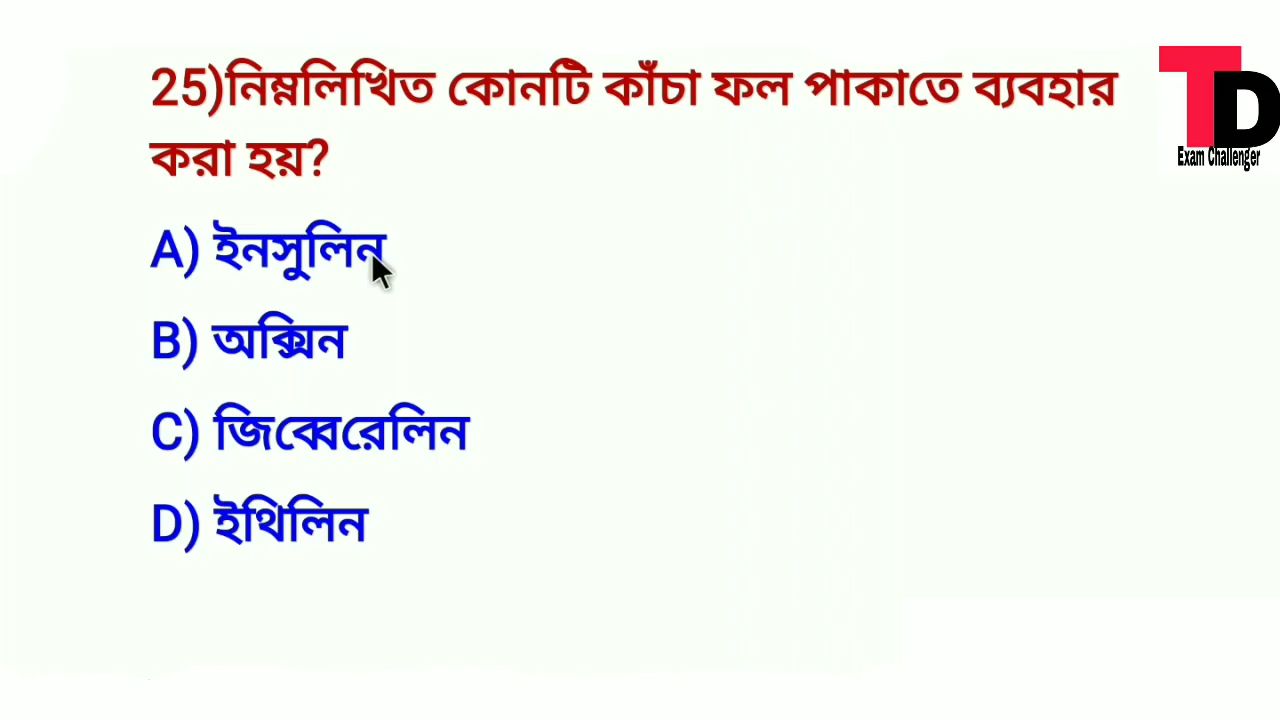 25)নিম্নলিখিত কোনটি কাঁচা ফল পাকাতে ব্যবহার
করা হয়?
A) ইনসুলিন
B) অক্সিন
C) জিব্বেরেলিন
D) ইথিলিন
TD
Exam Challenger